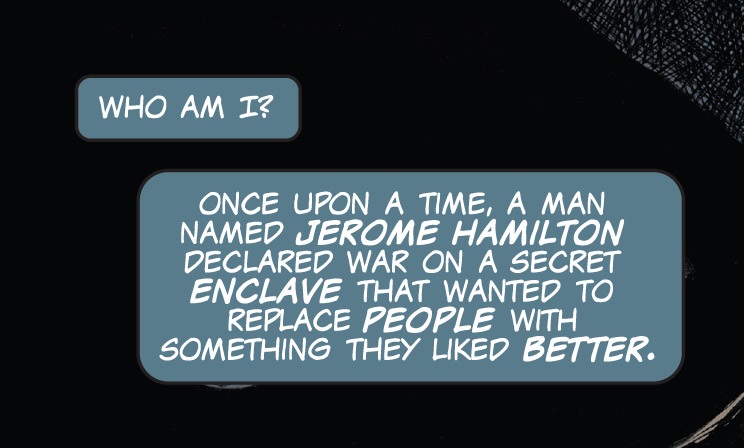 WHO AM I?
ONCE UPON A TIME, A MAN
NAMED JEROME HAMILTON
DECLARED WAR ON A SECRET
ENCLAVE THAT WANTED TO
REPLACE PEOPLE WITH
SOMETHING THEY LIKED BETTER.